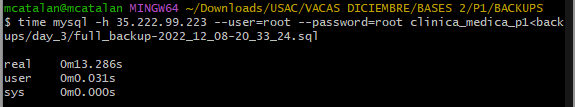 mcatalan@mcatalan MINGW64 ~/Downloads/USAC/VACAS DICIEMBRE/BASES 2/P1/BACKUPS
$ time mysql -h 35.222.99.223 --user=root --password=root clinica_medica_p1<back
ups/day_3/full_backup-2022_12_08-20_33_24.sql
real    0m13.286s
user    0m0.031s
sys     0m0.000s